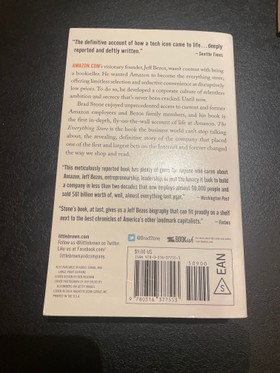 "The definitive account of how a tech icon came to life. . . . deeply
reported and deftly written."
— Seattle Times
AMAZON.COM's visionary founder, Jeff Bezos, wasn't content with being
a bookseller. He wanted Amazon to become the everything store,
offering limitless selection and seductive convenience at disruptively
low prices. To do so, he developed a corporate culture of relentless
ambition and secrecy that's never been cracked. Until now.
Brad Stone enjoyed unprecedented access to current and former
Amazon employees and Bezos family members, and his book is
the first in-depth, fly-on-the-wall account of life at Amazon. The
Everything Store is the book the business world can't stop talking
about, the revealing, definitive story of the company that placed
one of the first and largest bets on the Internet and forever changed
the way we shop and read.
"This meticulously reported book has plenty of gems for anyone who cares about
Amazon, Jeff Bezos, entrepreneurship, leadership or just the lunacy it took to build
a company in less than two decades that now employs almost 90,000 people and
sold $61 billion worth of, well, almost everything last year."
— Washington Post
"Stone's book, at last, gives us a Jeff Bezos biography that can fit proudly on a shelf
next to the best chronicles of America's other landmark capitalists."
— Forbes
littlebrown.com
Follow us @littlebrown on Twitter.
Like us at Facebook.com/
littlebrownandcompany
@BradStone
EAN
S
9 780316 377553
50900